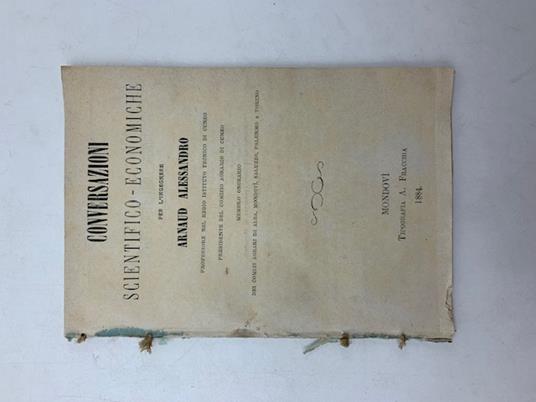 CONVERSAZIONI
SCIENTIFICO-ECONOMICHE
PER L'INGEGNERE
ARNAUD ALESSANDRO
PROFESSORE NEL REGIO ISTITUTO TECNICO DI CUNEO
PRESIDENTE DEL COMIZIO AGRARIO DI CUNEO
MEMBRO ONORARIO
DEI COMIZI AGRARI DI ALBA, MONDOVÌ, SALUZZO, PALERMO E TORINO
MONDOVÌ
TIPOGRAFIA A. FRACCHIA
1884.